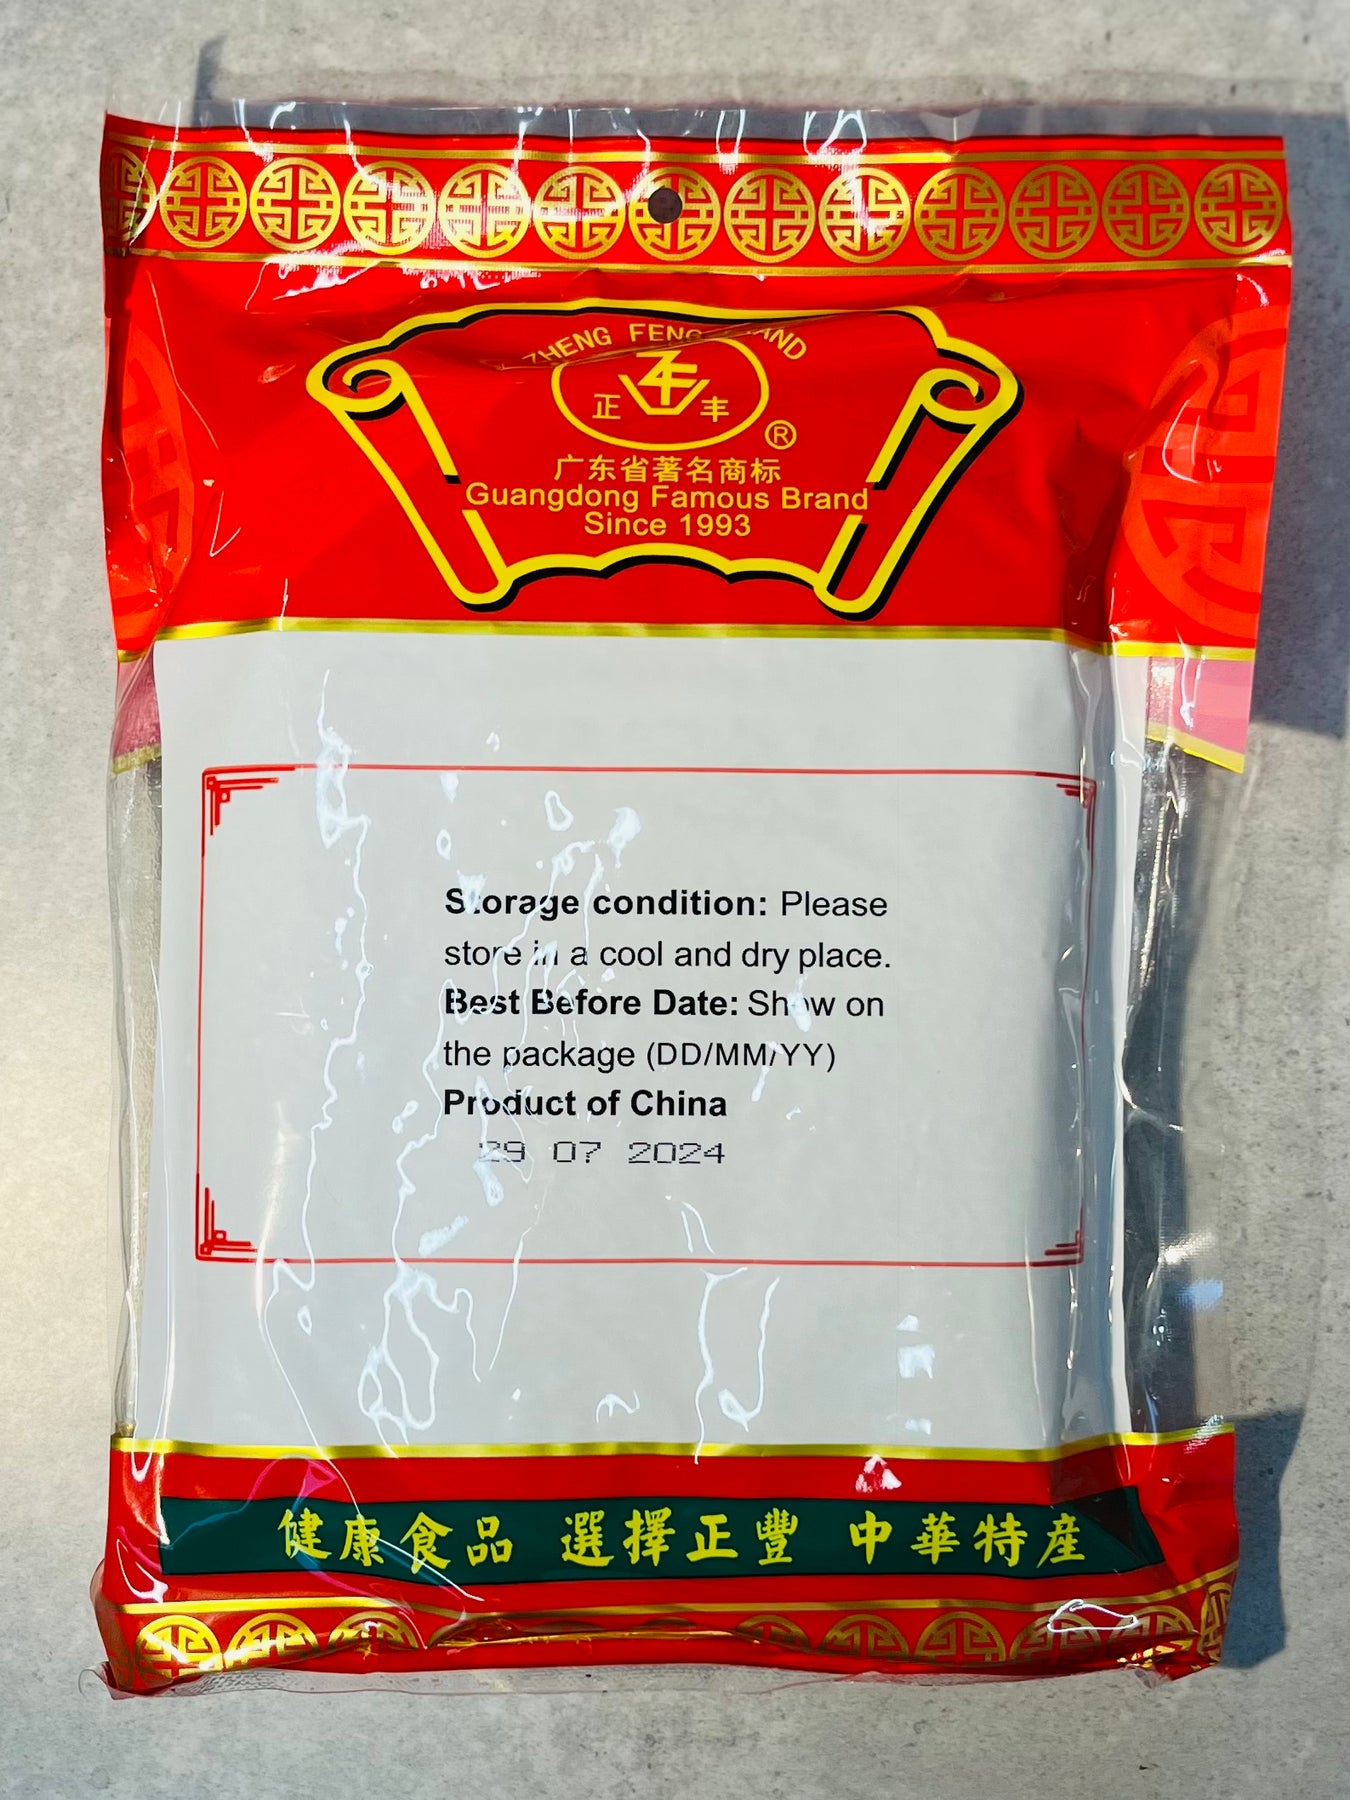 ZHENG FENG BRAND
正 丰
®
广东省著名商标
Guangdong Famous Brand
Since 1993
Storage condition: Please
store in a cool and dry place.
Best Before Date: Show on
the package (DD/MM/YY)
Product of China
29 07 2024
健康食品 選擇正豐 中華特産